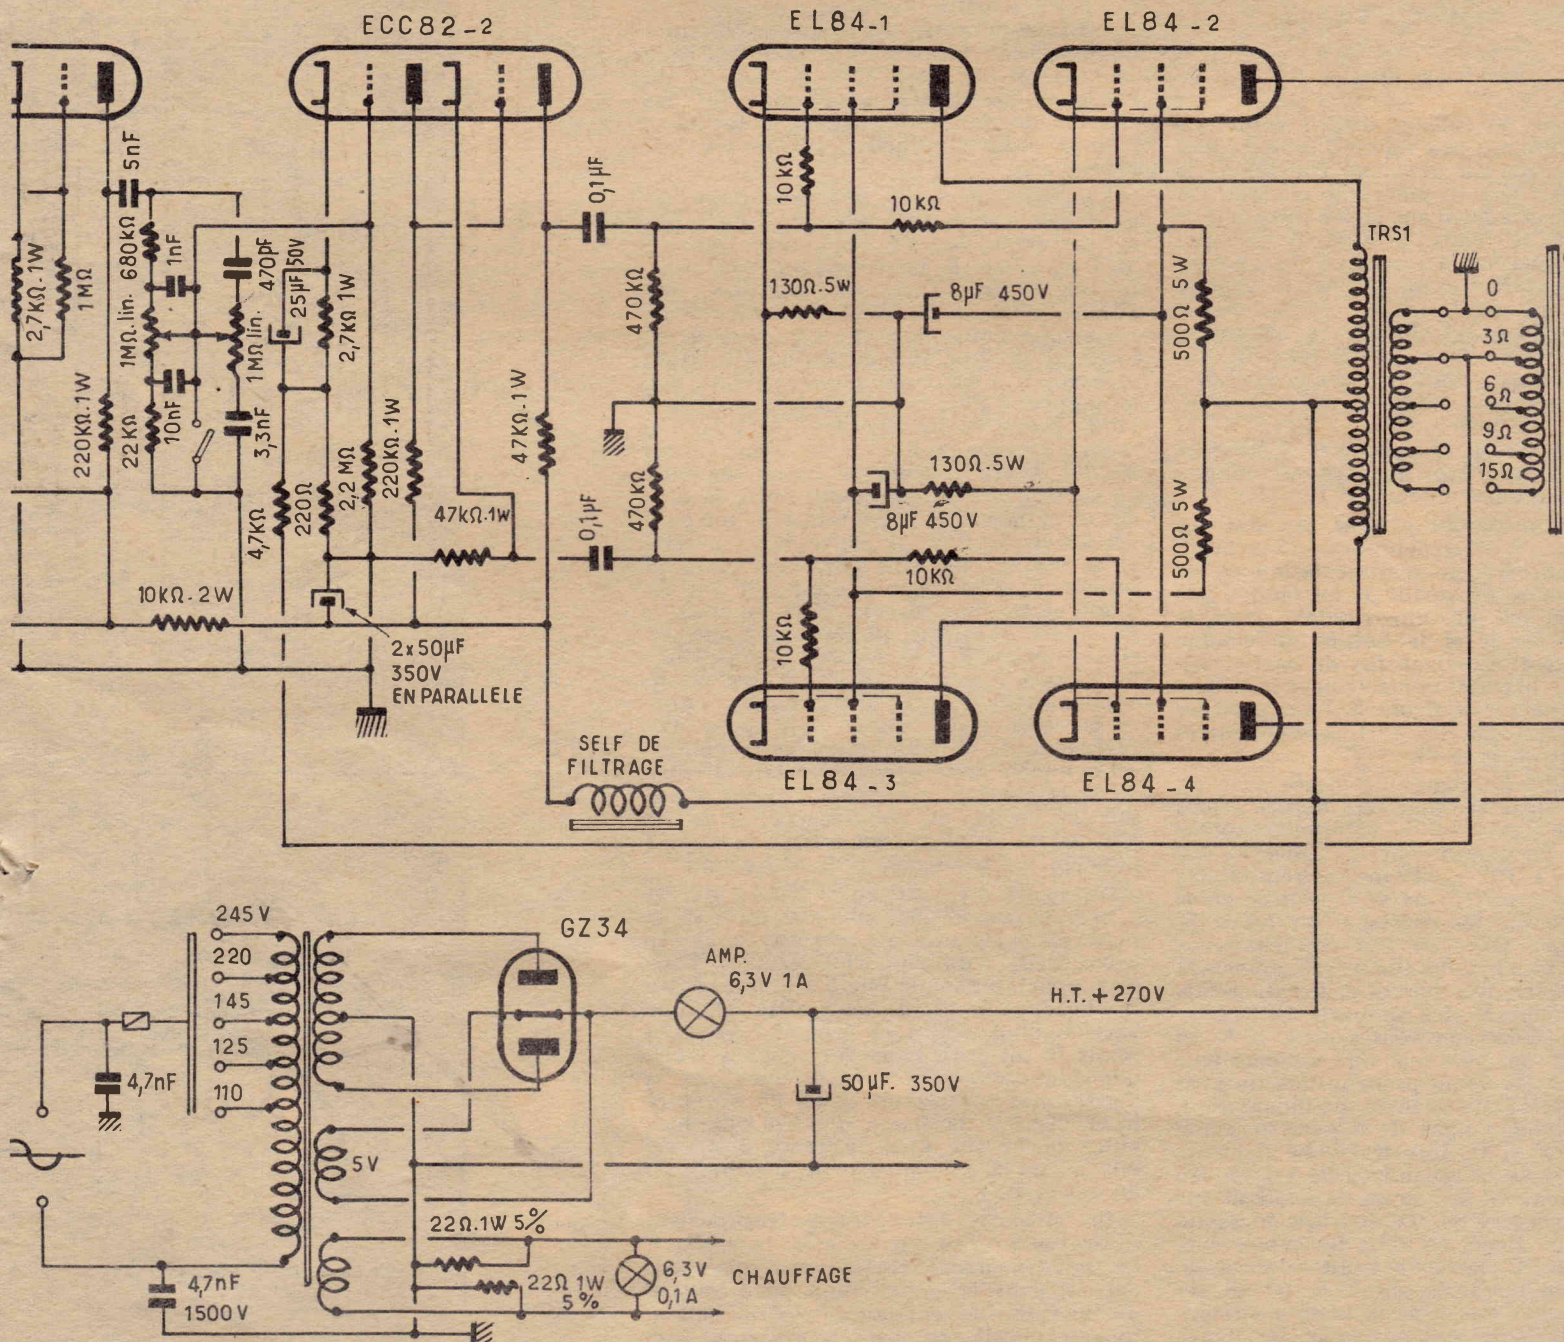 ECC82-2
EL84-1
EL84-2
5nF
0,1µF
10kΩ
10kΩ
TRS1
2,7kΩ.1W
1MΩ
680kΩ
1nF
470pF
25µF 50V
2,7kΩ 1W
470KΩ
130Ω.5W
8µF 450V
500Ω 5W
0
3Ω
6Ω
9Ω
15Ω
1MΩ.lin.
1MΩ lin.
220KΩ.1W
22KΩ
10nF
3,3nF
4,7KΩ
220Ω
2,2 MΩ
220KΩ.1W
47KΩ.1W
47kΩ.1W
0,1µF
470KΩ
130Ω.5W
8µF 450V
500Ω 5W
10KΩ
10KΩ
10KΩ.2W
2x50µF
350V
EN PARALLELE
SELF DE
FILTRAGE
EL84-3
EL84-4
245V
220
145
125
110
4,7nF
GZ34
AMP.
6,3V 1A
H.T. +270V
50µF. 350V
5V
22Ω.1W 5%
22Ω 1W
5%
6,3V
0,1A
CHAUFFAGE
4,7nF
1500V